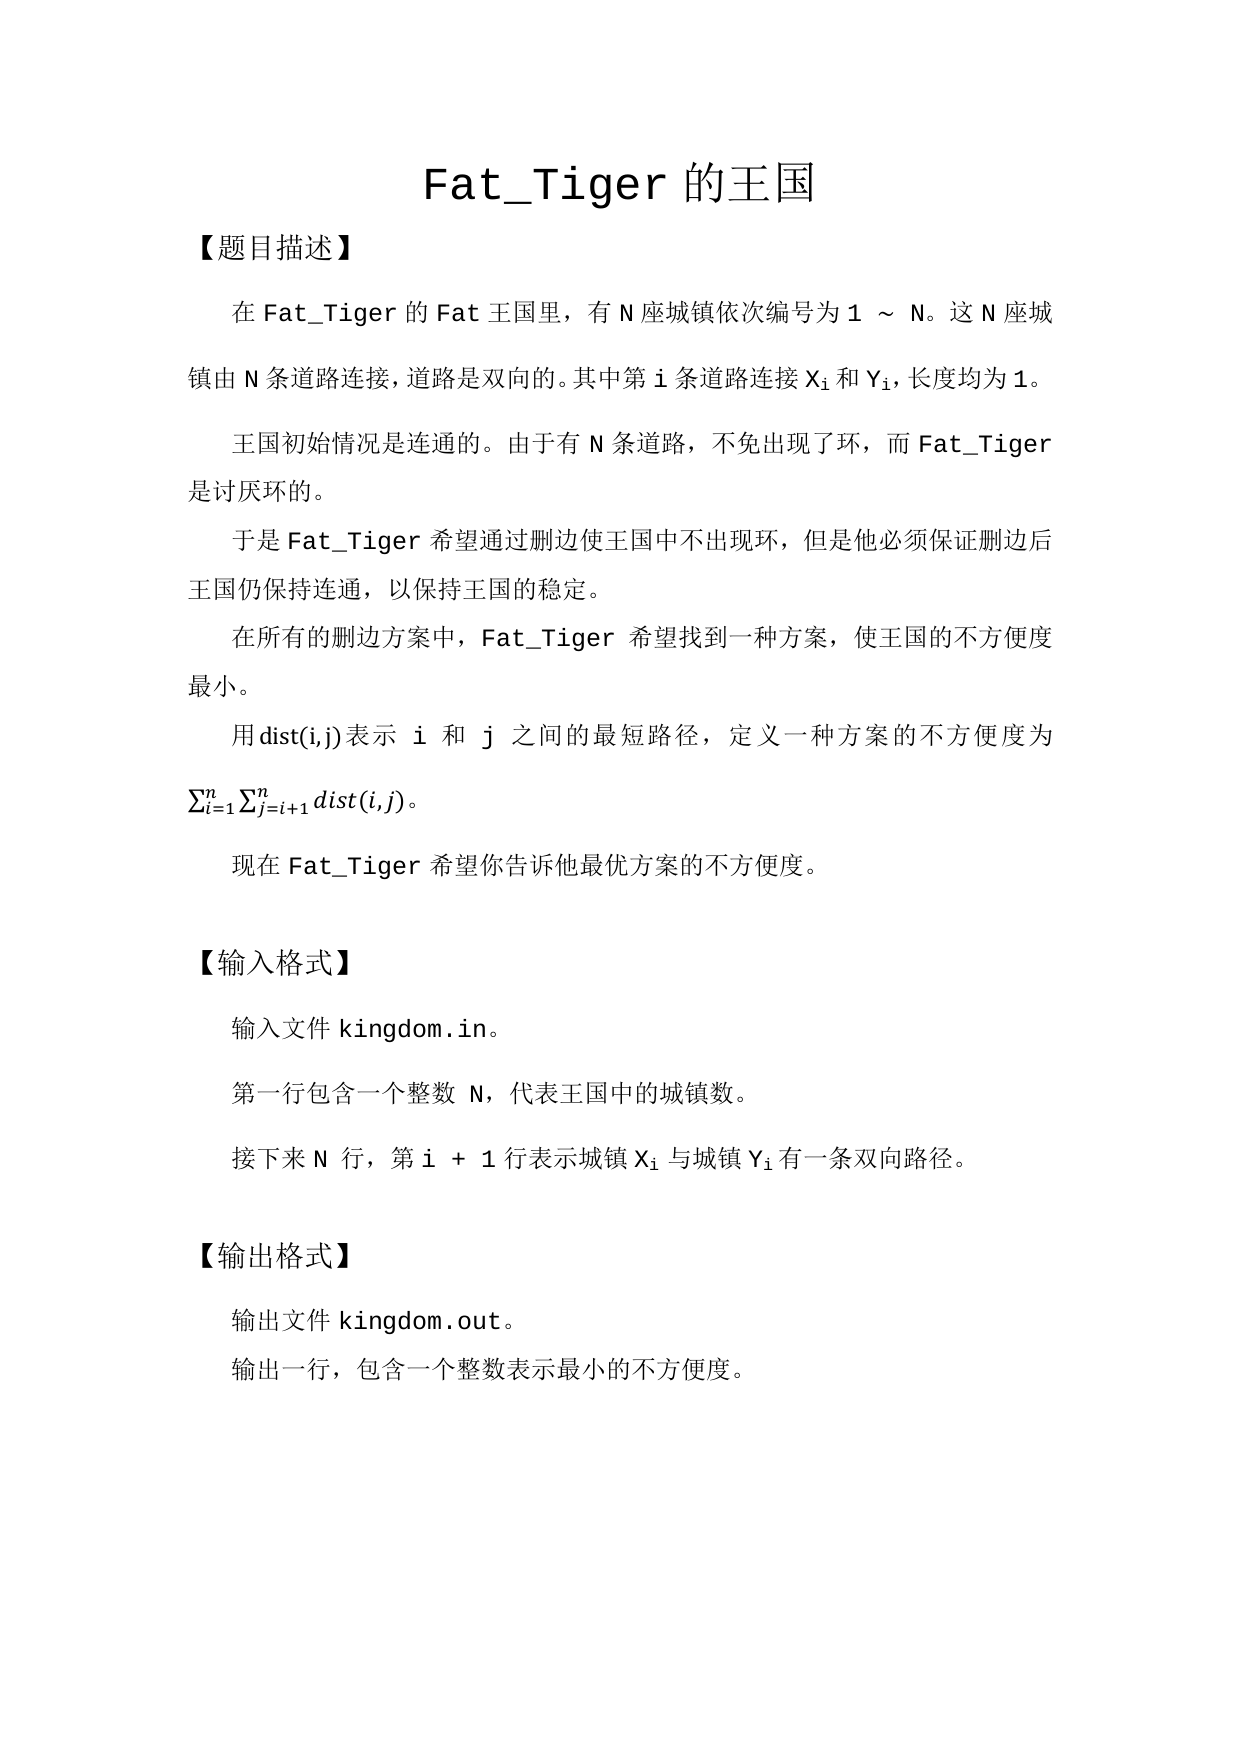 Fat_Tiger 的王国
【题目描述】
在 Fat_Tiger 的 Fat 王国里，有 N 座城镇依次编号为 1 ~ N。这 N 座城
镇由 N 条道路连接，道路是双向的。其中第 i 条道路连接 Xᵢ 和 Yᵢ，长度均为 1。
王国初始情况是连通的。由于有 N 条道路，不免出现了环，而 Fat_Tiger
是讨厌环的。
于是 Fat_Tiger 希望通过删边使王国中不出现环，但是他必须保证删边后
王国仍保持连通，以保持王国的稳定。
在所有的删边方案中，Fat_Tiger 希望找到一种方案，使王国的不方便度
最小。
用dist(i,j)表示 i 和 j 之间的最短路径，定义一种方案的不方便度为
∑_{i=1}^{n}∑_{j=i+1}^{n} dist(i,j)。
现在 Fat_Tiger 希望你告诉他最优方案的不方便度。
【输入格式】
输入文件 kingdom.in。
第一行包含一个整数 N，代表王国中的城镇数。
接下来 N 行，第 i + 1 行表示城镇 Xᵢ 与城镇 Yᵢ 有一条双向路径。
【输出格式】
输出文件 kingdom.out。
输出一行，包含一个整数表示最小的不方便度。